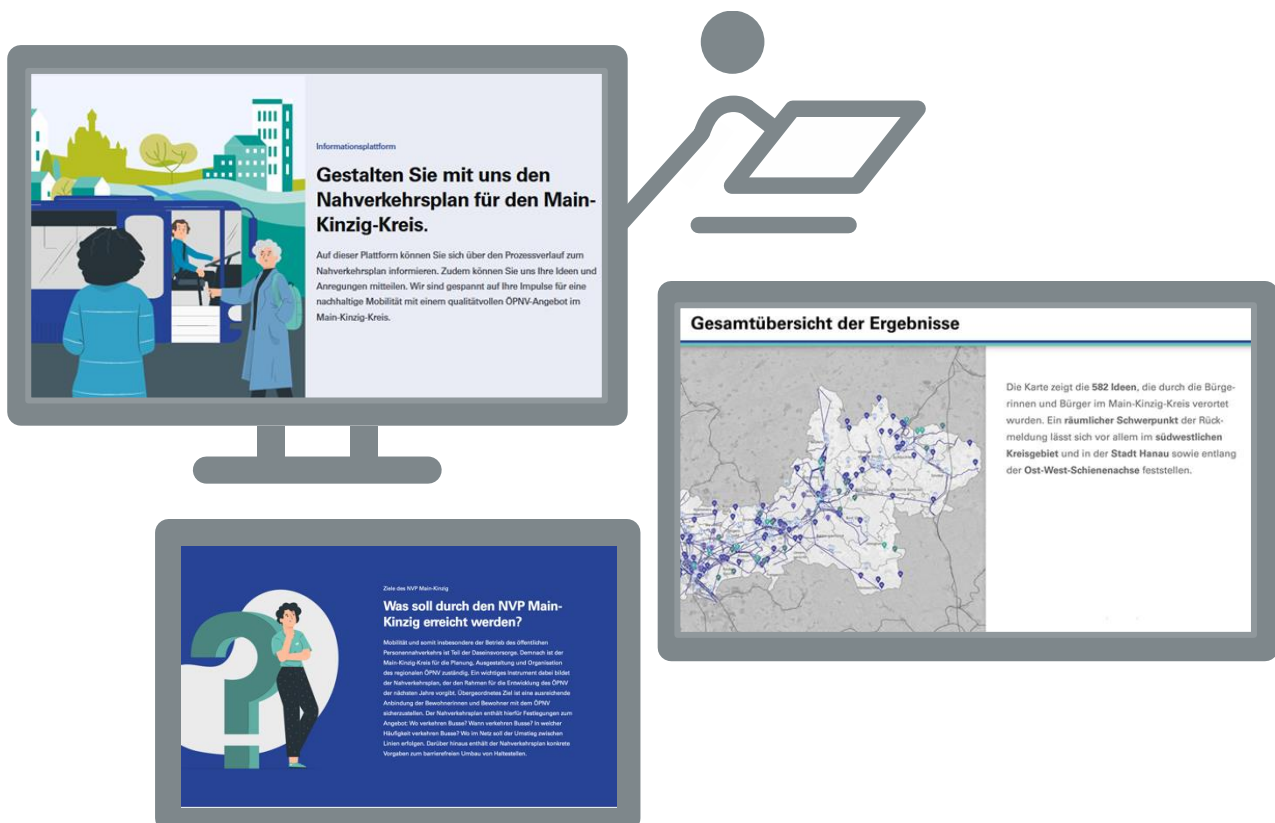 Informationsplattform
Gestalten Sie mit uns den
Nahverkehrsplan für den Main-
Kinzig-Kreis.
Auf dieser Plattform können Sie sich über den Prozessverlauf zum
Nahverkehrsplan informieren. Zudem können Sie uns Ihre Ideen und
Anregungen mitteilen. Wir sind gespannt auf Ihre Impulse für eine
nachhaltige Mobilität mit einem qualitätvollen ÖPNV-Angebot im
Main-Kinzig-Kreis.
Gesamtübersicht der Ergebnisse
Die Karte zeigt die 582 Ideen, die durch die Bürge-
rinnen und Bürger im Main-Kinzig-Kreis verortet
wurden. Ein räumlicher Schwerpunkt der Rück-
meldung lässt sich vor allem im südwestlichen
Kreisgebiet und in der Stadt Hanau sowie entlang
der Ost-West-Schienenachse feststellen.
Ziele des NVP Main-Kinzig
Was soll durch den NVP Main-
Kinzig erreicht werden?
Mobilität und somit insbesondere der Betrieb des öffentlichen
Personennahverkehrs ist Teil der Daseinsvorsorge. Demnach ist der
Main-Kinzig-Kreis für die Planung, Ausgestaltung und Organisation
des regionalen ÖPNV zuständig. Ein wichtiges Instrument dabei bildet
der Nahverkehrsplan, der den Rahmen für die Entwicklung des ÖPNV
der nächsten Jahre vorgibt. Übergeordnetes Ziel ist eine ausreichende
Anbindung der Bewohnerinnen und Bewohner mit dem ÖPNV
sicherzustellen. Der Nahverkehrsplan enthält hierfür Festlegungen zum
Angebot: Wo verkehren Busse? Wann verkehren Busse? In welcher
Häufigkeit verkehren Busse? Wo im Netz soll der Umstieg zwischen
Linien erfolgen. Darüber hinaus enthält der Nahverkehrsplan konkrete
Vorgaben zum barrierefreien Umbau von Haltestellen.